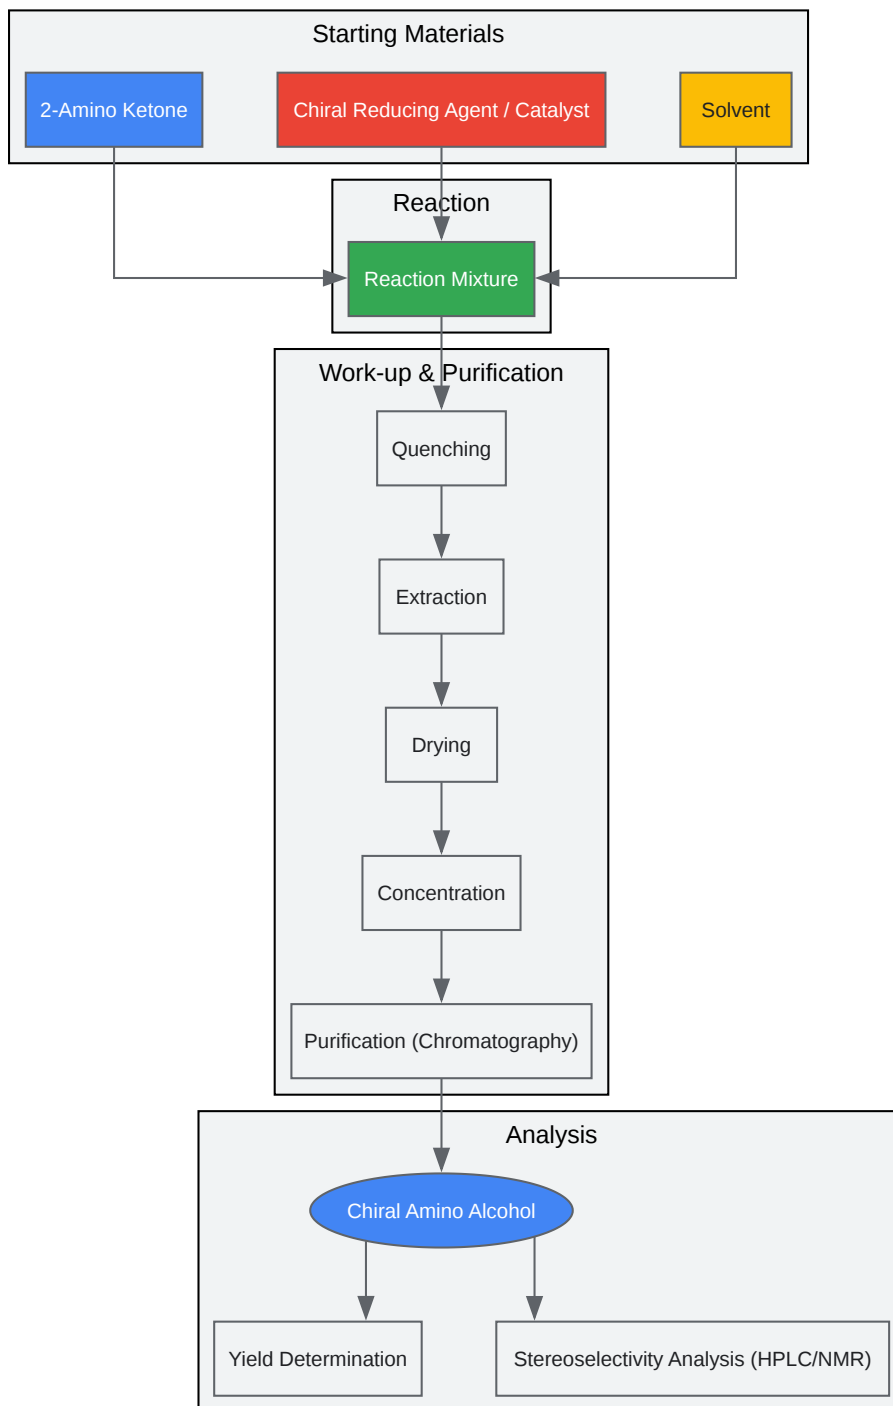 Starting Materials
2-Amino Ketone
Chiral Reducing Agent / Catalyst
Solvent
Reaction
Reaction Mixture
Work-up & Purification
Quenching
Extraction
Drying
Concentration
Purification (Chromatography)
Analysis
Chiral Amino Alcohol
Yield Determination
Stereoselectivity Analysis (HPLC/NMR)